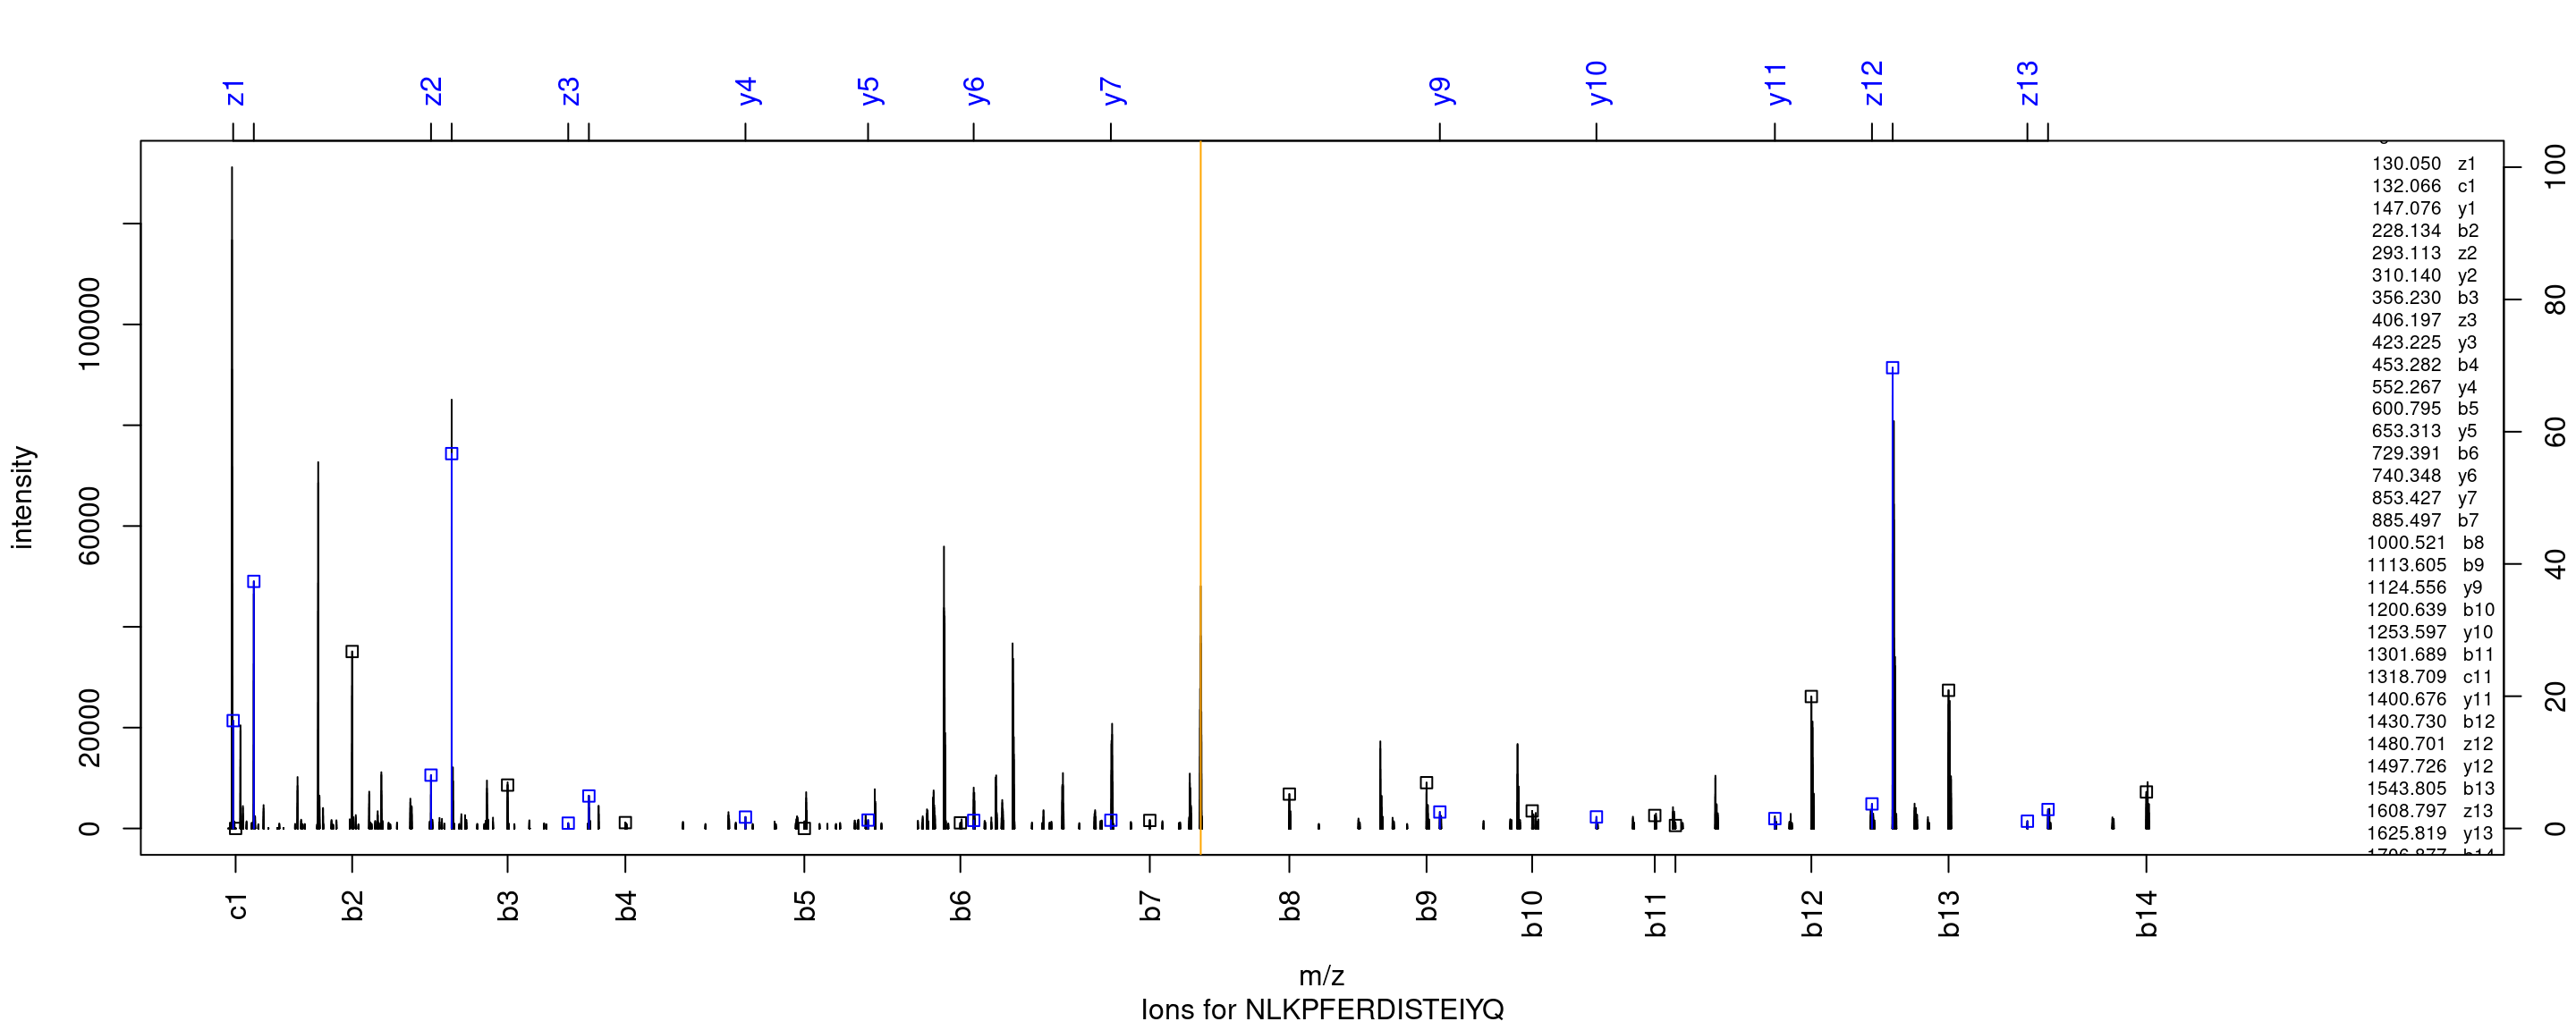 z1 z2 z3 y4 y5 y6 y7 y9 y10 y11 z12 z13
130.050 z1
132.066 c1
147.076 y1
228.134 b2
293.113 z2
310.140 y2
356.230 b3
406.197 z3
423.225 y3
453.282 b4
552.267 y4
600.795 b5
653.313 y5
729.391 b6
740.348 y6
853.427 y7
885.497 b7
1000.521 b8
1113.605 b9
1124.556 y9
1200.639 b10
1253.597 y10
1301.689 b11
1318.709 c11
1400.676 y11
1430.730 b12
1480.701 z12
1497.726 y12
1543.805 b13
1608.797 z13
1625.819 y13
1706.877 b14
100
80
60
40
20
0
100000
60000
20000
0
intensity
c1 b2 b3 b4 b5 b6 b7 b8 b9 b10 b11 b12 b13 b14
m/z
Ions for NLKPFERDISTEIYQ